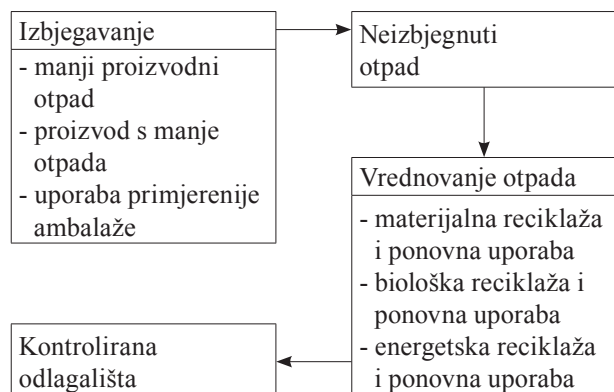 Izbjegavanje
- manji proizvodni
otpad
- proizvod s manje
otpada
- uporaba primjerenije
ambalaže
Neizbjegnuti
otpad
Vrednovanje otpada
- materijalna reciklaža
i ponovna uporaba
- biološka reciklaža i
ponovna uporaba
- energetska reciklaža
i ponovna uporaba
Kontrolirana
odlagališta